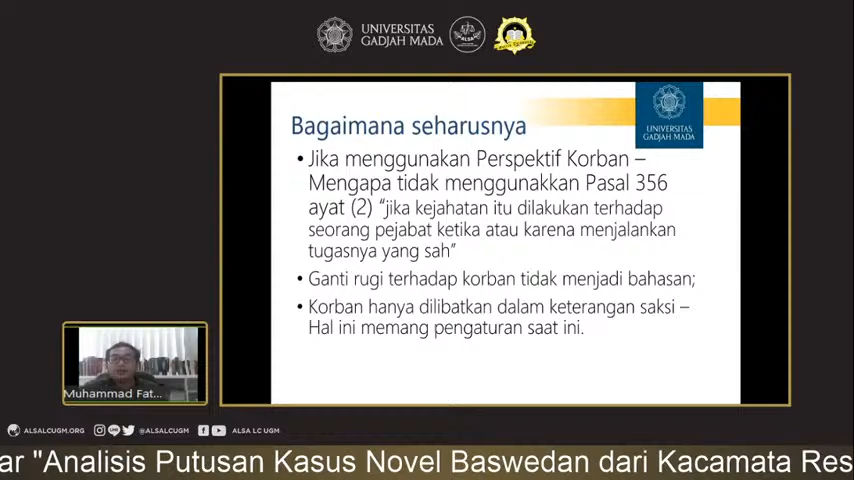 UNIVERSITAS
GADJAH MADA
ALSA
Bagaimana seharusnya
UNIVERSITAS
GADJAH MADA
• Jika menggunakan Perspektif Korban –
Mengapa tidak menggunakkan Pasal 356
ayat (2) “jika kejahatan itu dilakukan terhadap
seorang pejabat ketika atau karena menjalankan
tugasnya yang sah”
• Ganti rugi terhadap korban tidak menjadi bahasan;
• Korban hanya dilibatkan dalam keterangan saksi –
Hal ini memang pengaturan saat ini.
Muhammad Fat...
ALSALCUGM.ORG @ALSALCUGM ALSA LC UGM
ar "Analisis Putusan Kasus Novel Baswedan dari Kacamata Res